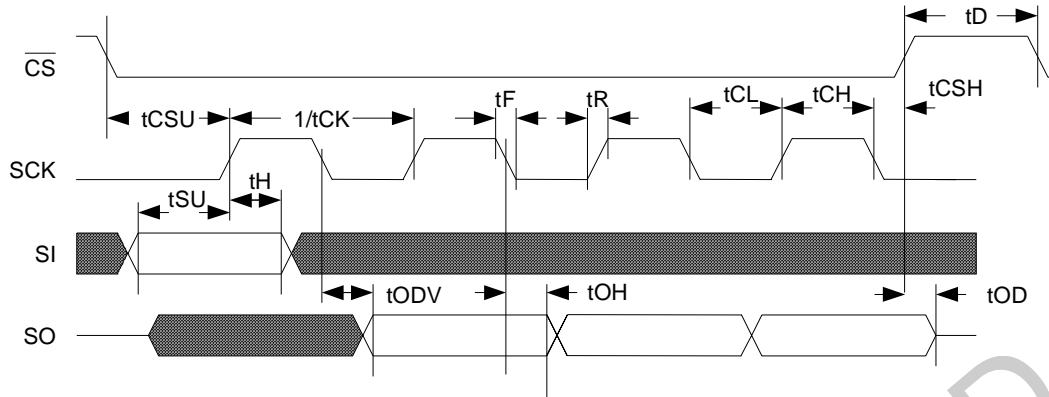 tD
CS
tCSH
tF tR tCL tCH
tCSU 1/tCK
SCK
tH
tSU
SI
tODV tOH tOD
SO
D